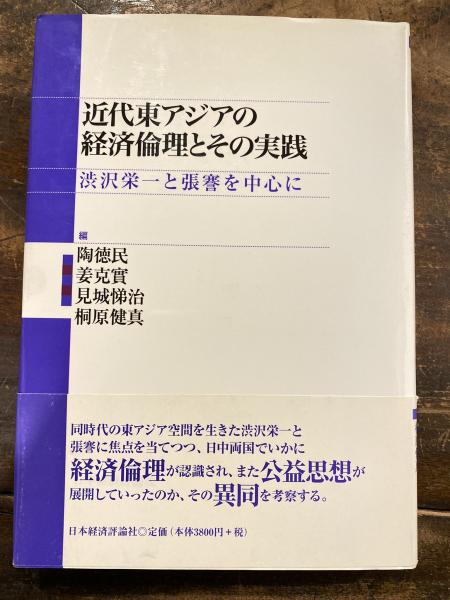 近代東アジアの
経済倫理とその実践
渋沢栄一と張謇を中心に
編
陶徳民
姜克實
見城悌治
桐原健真
同時代の東アジア空間を生きた渋沢栄一と
張謇に焦点を当てつつ、日中両国でいかに
経済倫理が認識され、また公益思想が
展開していったのか、その異同を考察する。
日本経済評論社◎定価(本体3800円+税)